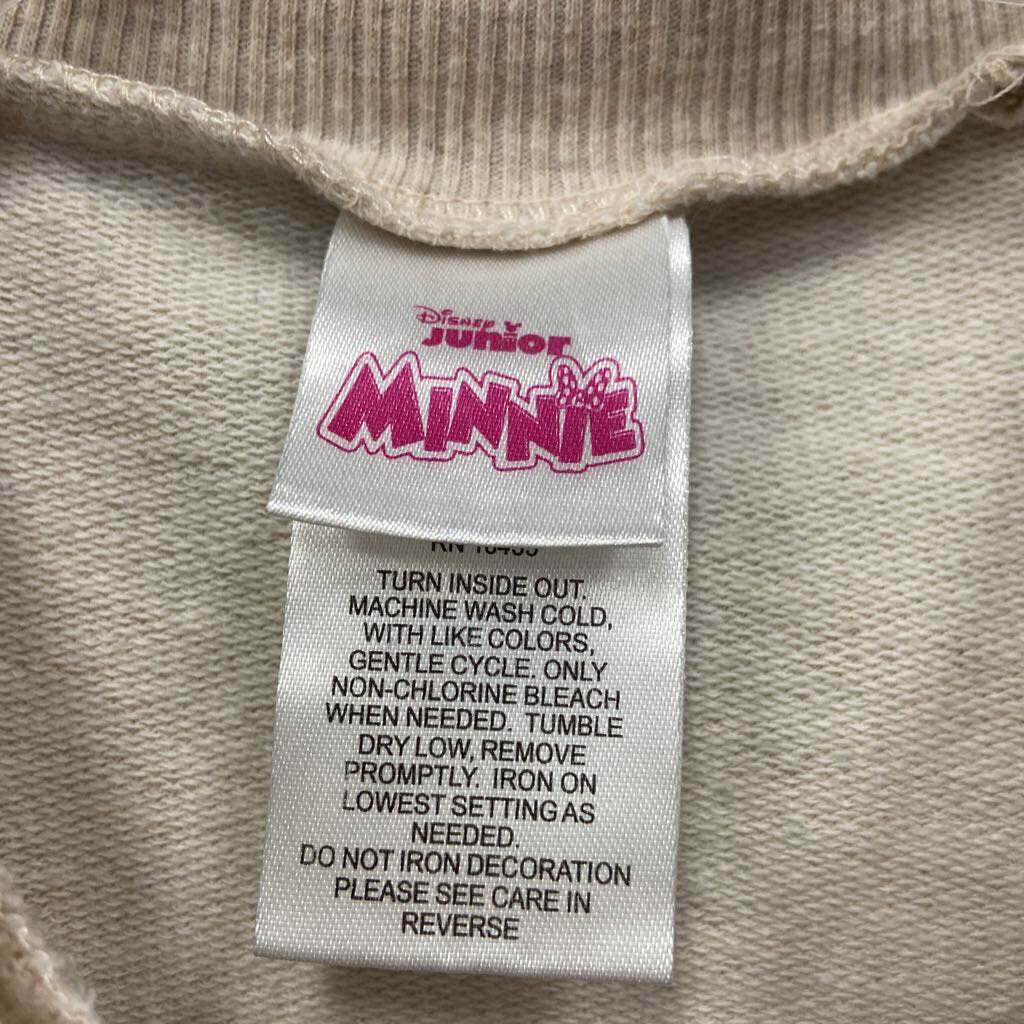 Disney
Junior
MINNIE
TURN INSIDE OUT.
MACHINE WASH COLD,
WITH LIKE COLORS,
GENTLE CYCLE. ONLY
NON-CHLORINE BLEACH
WHEN NEEDED. TUMBLE
DRY LOW, REMOVE
PROMPTLY. IRON ON
LOWEST SETTING AS
NEEDED.
DO NOT IRON DECORATION
PLEASE SEE CARE IN
REVERSE